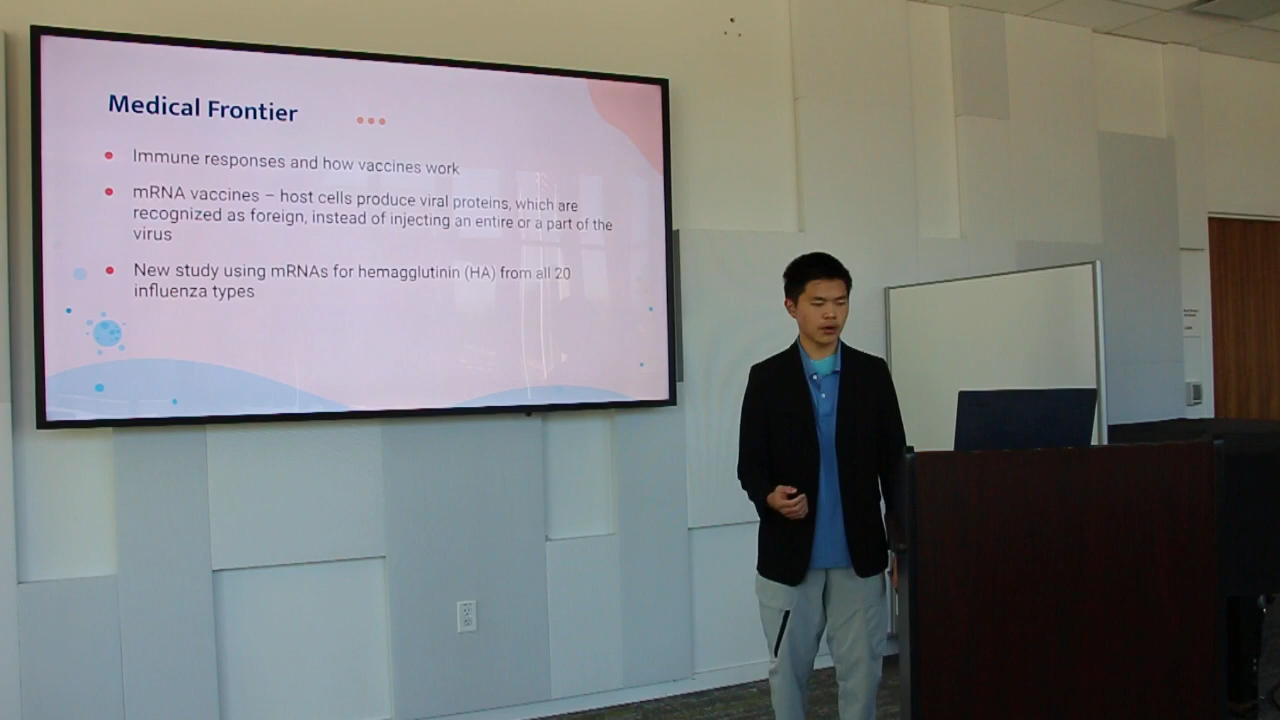 Medical Frontier
Immune responses and how vaccines work
mRNA vaccines – host cells produce viral proteins, which are
recognized as foreign, instead of injecting an entire or a part of the
virus
New study using mRNAs for hemagglutinin (HA) from all 20
influenza types